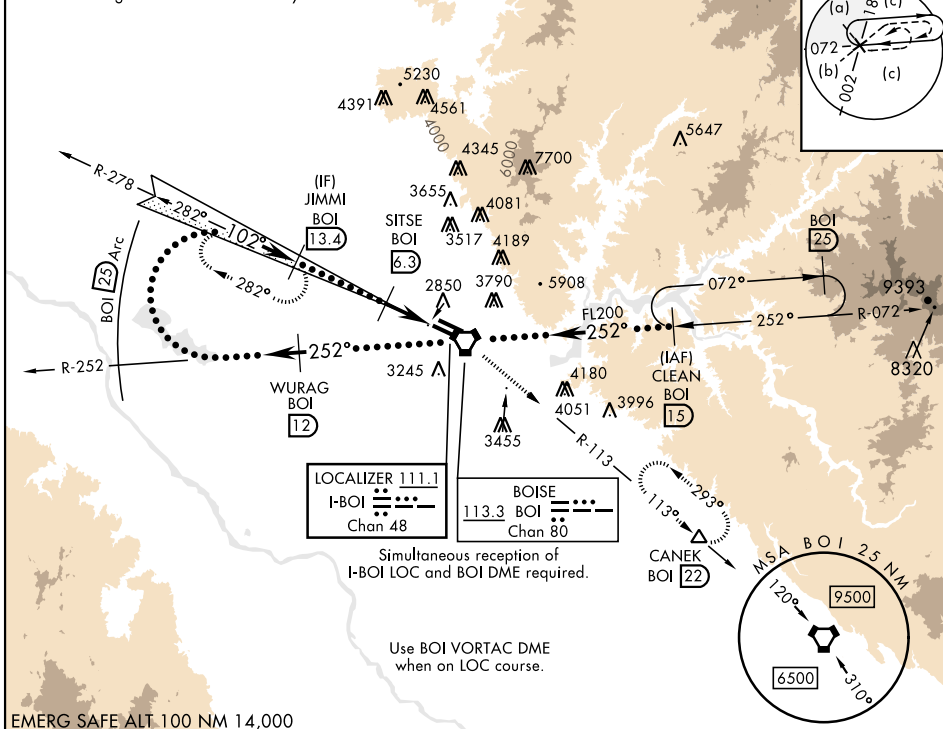 (a)
(c)
18
072
(b)
(c)
002
5230
4391
4561
4000
4345
6000
7700
5647
3655
4081
3517
4189
R-278
282°
102°
(IF)
JIMMI
BOI
13.4
SITSE
BOI
6.3
282°
BOI 25 Arc
2850
3790
5908
BOI
25
072°
9393
FL200
252°
252°
R-072
8320
(IAF)
CLEAN
BOI
15
R-252
252°
WURAG
BOI
12
3245
4180
4051
3996
3455
R-113
LOCALIZER 111.1
I-BOI
Chan 48
BOISE
113.3 BOI
Chan 80
293°
113°
CANEK
BOI 22
Simultaneous reception of
I-BOI LOC and BOI DME required.
MSA BOI 25 NM
120°
9500
6500
310°
Use BOI VORTAC DME
when on LOC course.
EMERG SAFE ALT 100 NM 14,000